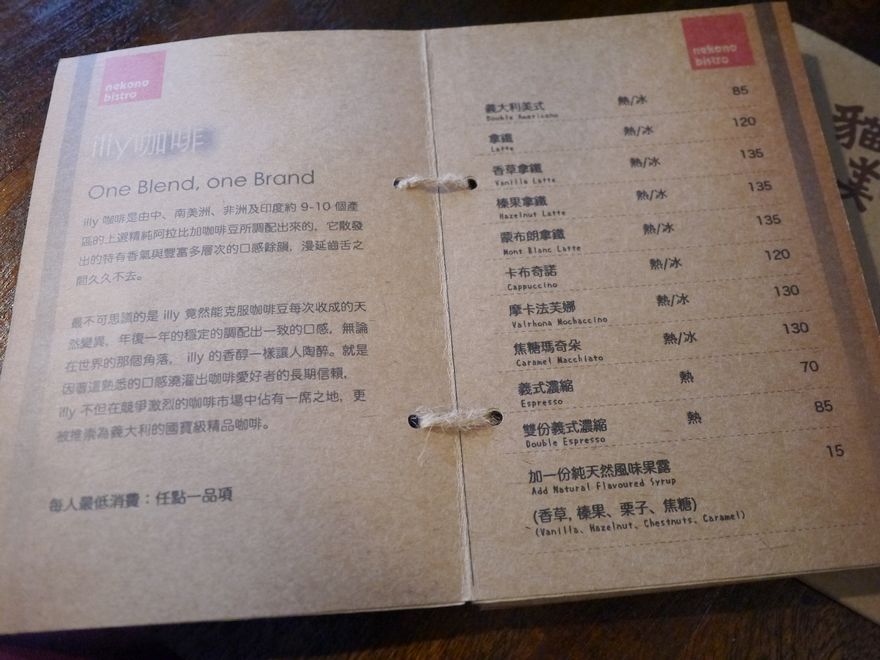 nekono
bistro
illy 咖啡
One Blend, one Brand
illy 咖啡是由中、南美洲、非洲及印度約 9-10 個產
區的上選精純阿拉比加咖啡豆所調配出來的，它散發
出的特有香氣與豐富多層次的口感餘韻，漫延齒舌之
間久久不去。
最不可思議的是 illy 竟然能克服咖啡豆每次收成的天
然變異，年復一年的穩定的調配出一致的口感，無論
在世界的那個角落， illy 的香醇一樣讓人陶醉。就是
因著這熟悉的口感澆灌出咖啡愛好者的長期信賴，
illy 不但在競爭激烈的咖啡市場中佔有一席之地，更
被推崇為義大利的國寶級精品咖啡。
每人最低消費：任點一品項
nekono
bistro
義大利美式 熱/冰 85
Double Americano
拿鐵 熱/冰 120
Latte
香草拿鐵 熱/冰 135
Vanilla Latte
榛果拿鐵 熱/冰 135
Hazelnut Latte
蒙布朗拿鐵 熱/冰 135
Mont Blanc Latte
卡布奇諾 熱/冰 120
Cappuccino
摩卡法芙娜 熱/冰 130
Valrhona Mochaccino
焦糖瑪奇朵 熱/冰 130
Caramel Macchiato
義式濃縮 熱 70
Espresso
雙份義式濃縮 熱 85
Double Espresso
加一份純天然風味果露 15
Add Natural Flavoured Syrup
(香草, 榛果、栗子、焦糖)
(Vanilla、Hazelnut、Chestnuts、Caramel)
貓